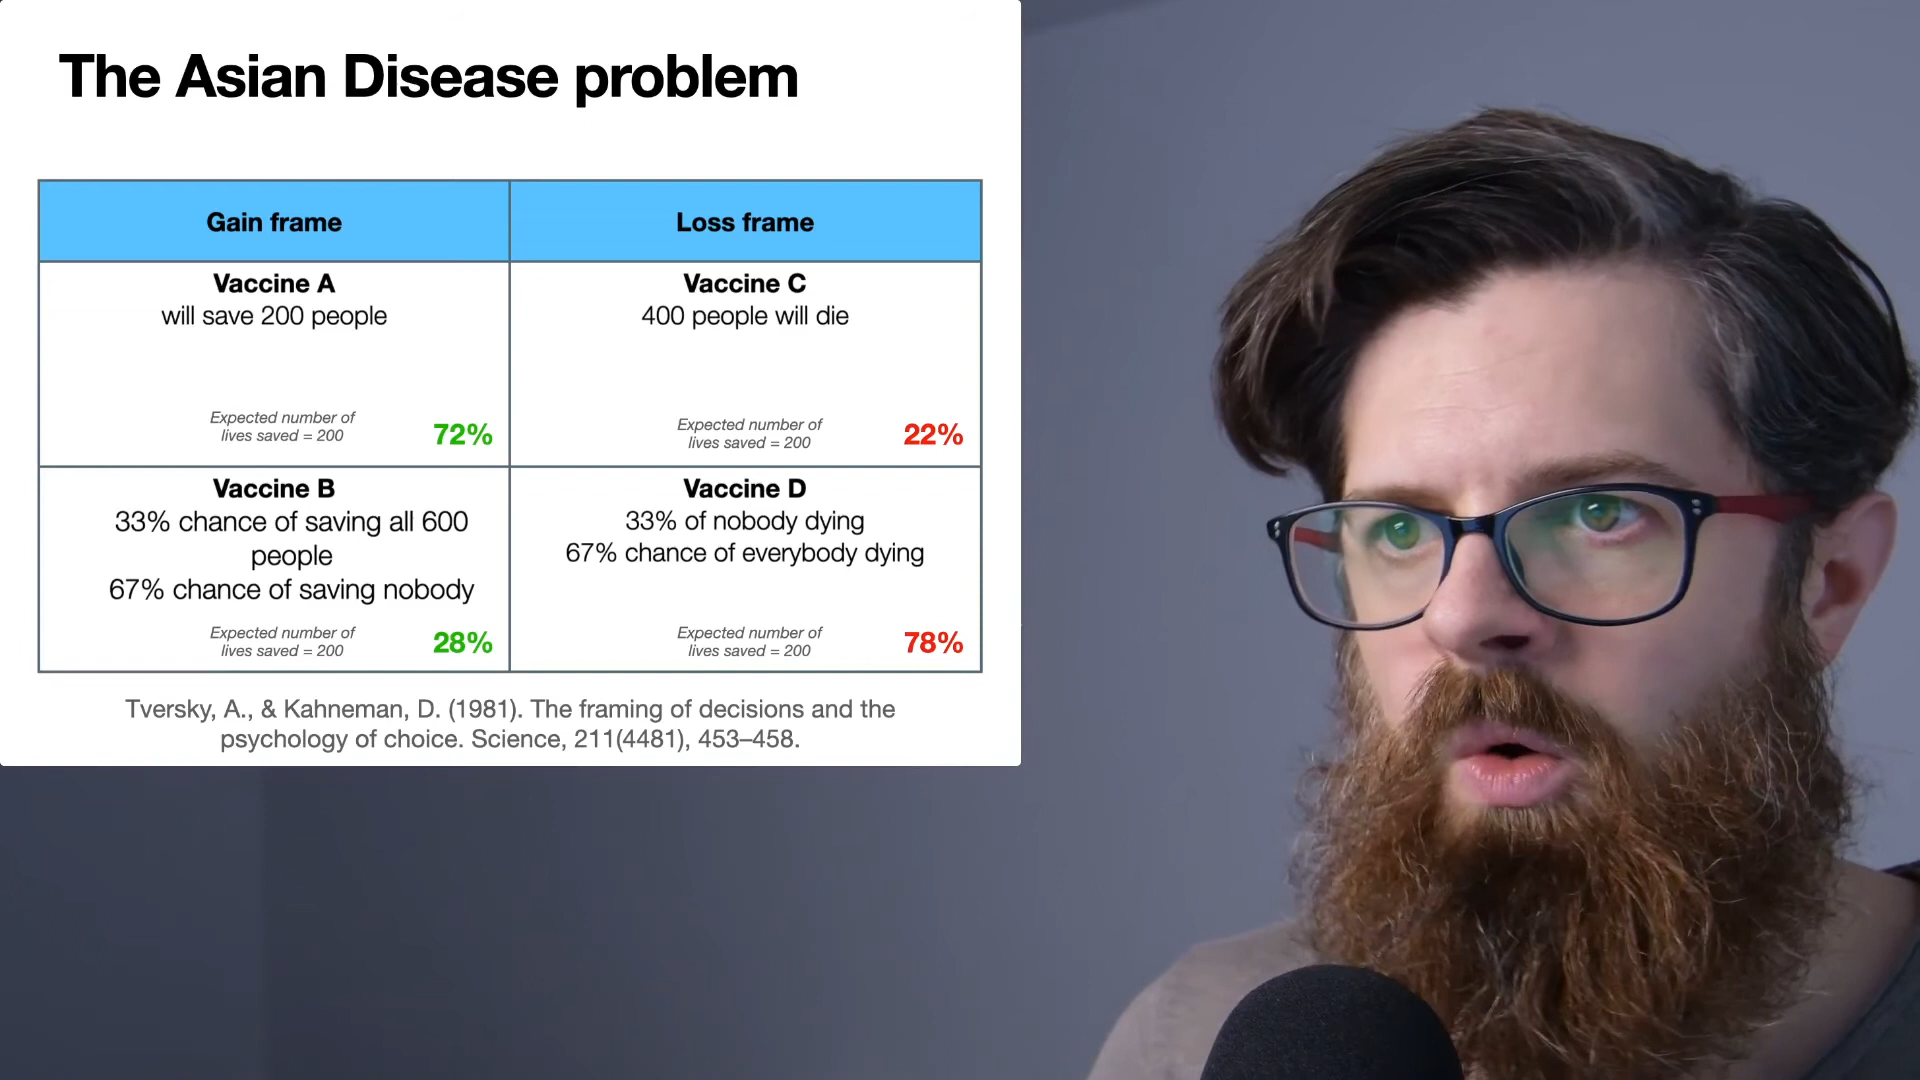 The Asian Disease problem
Gain frame
Loss frame
Vaccine A
will save 200 people
Expected number of
lives saved = 200
72%
Vaccine C
400 people will die
Expected number of
lives saved = 200
22%
Vaccine B
33% chance of saving all 600
people
67% chance of saving nobody
Expected number of
lives saved = 200
28%
Vaccine D
33% of nobody dying
67% chance of everybody dying
Expected number of
lives saved = 200
78%
Tversky, A., & Kahneman, D. (1981). The framing of decisions and the
psychology of choice. Science, 211(4481), 453–458.